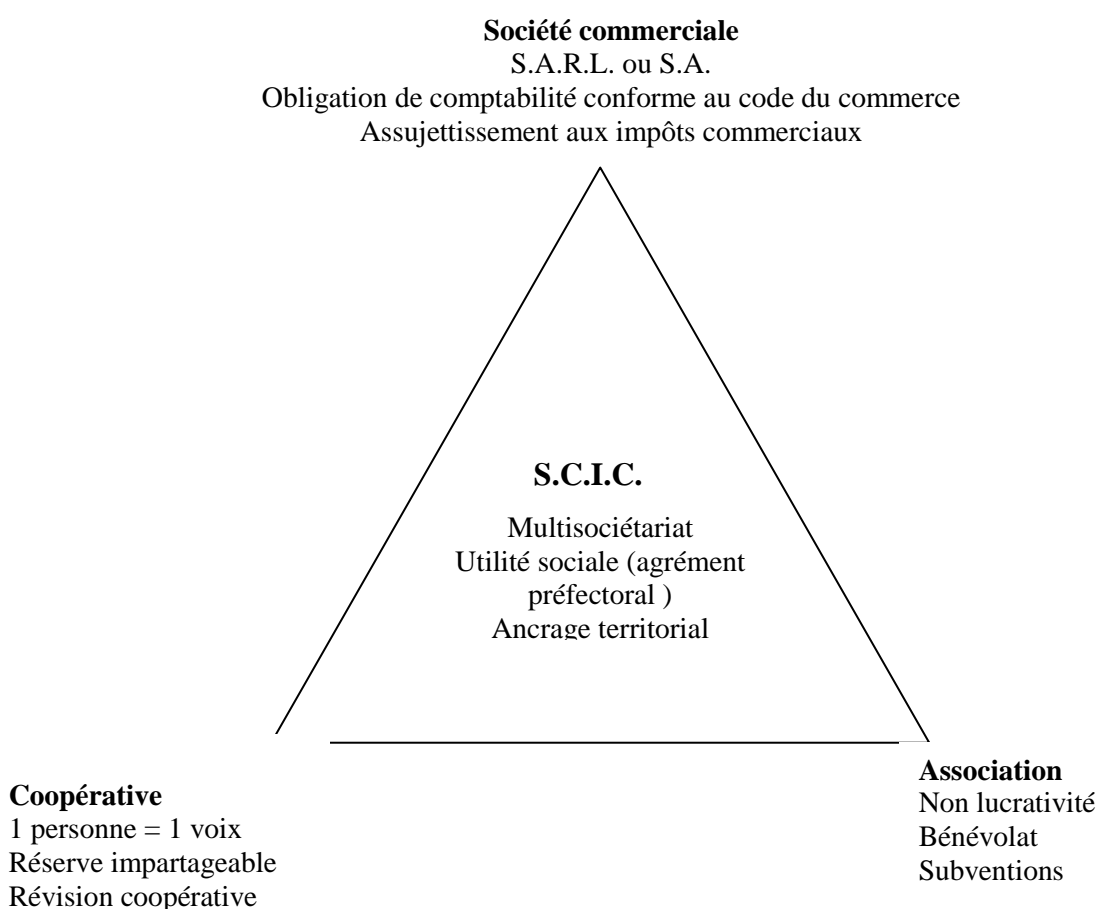 Société commerciale
S.A.R.L. ou S.A.
Obligation de comptabilité conforme au code du commerce
Assujettissement aux impôts commerciaux
S.C.I.C.
Multisociétariat
Utilité sociale (agrément
préfectoral )
Ancrage territorial
Coopérative
1 personne = 1 voix
Réserve impartageable
Révision coopérative
Association
Non lucrativité
Bénévolat
Subventions